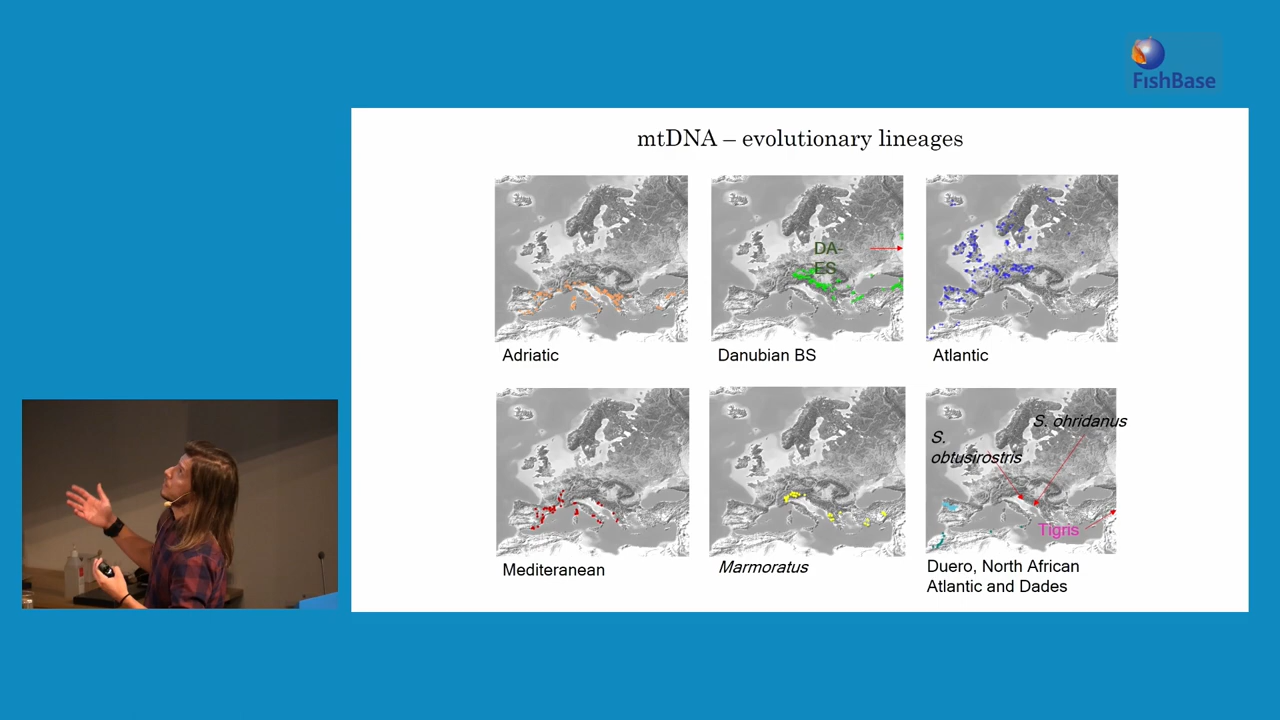 FishBase
mtDNA – evolutionary lineages
DA-
ES
Adriatic
Danubian BS
Atlantic
S. ohridanus
S.
obtusirostris
Tigris
Mediteranean
Marmoratus
Duero, North African
Atlantic and Dades